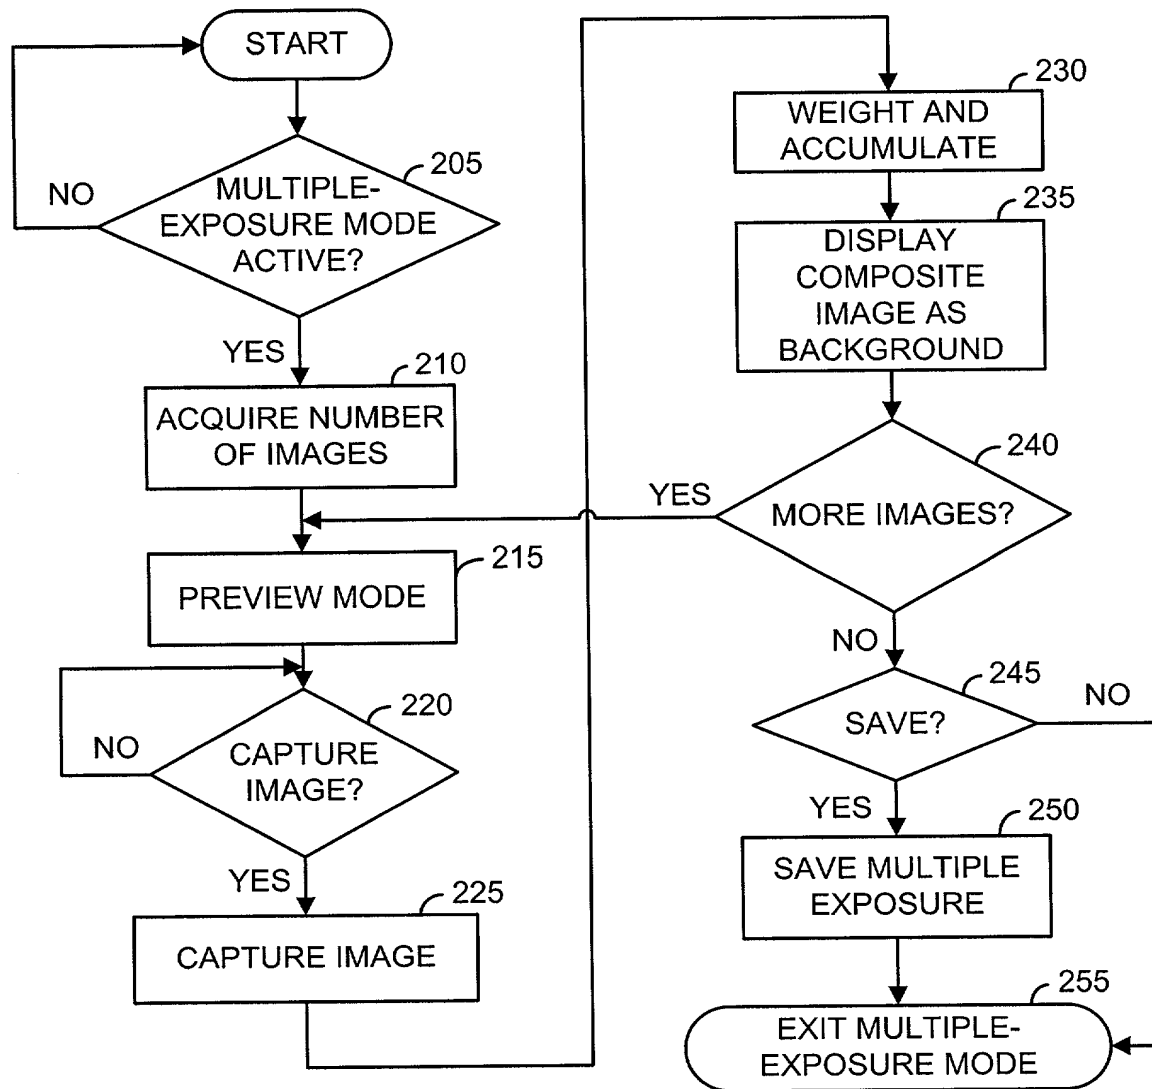 START
205
NO
MULTIPLE-
EXPOSURE MODE
ACTIVE?
YES
210
ACQUIRE NUMBER
OF IMAGES
215
PREVIEW MODE
220
NO
CAPTURE
IMAGE?
YES
225
CAPTURE IMAGE
230
WEIGHT AND
ACCUMULATE
235
DISPLAY
COMPOSITE
IMAGE AS
BACKGROUND
240
YES
MORE IMAGES?
NO
245
NO
SAVE?
YES
250
SAVE MULTIPLE
EXPOSURE
255
EXIT MULTIPLE-
EXPOSURE MODE